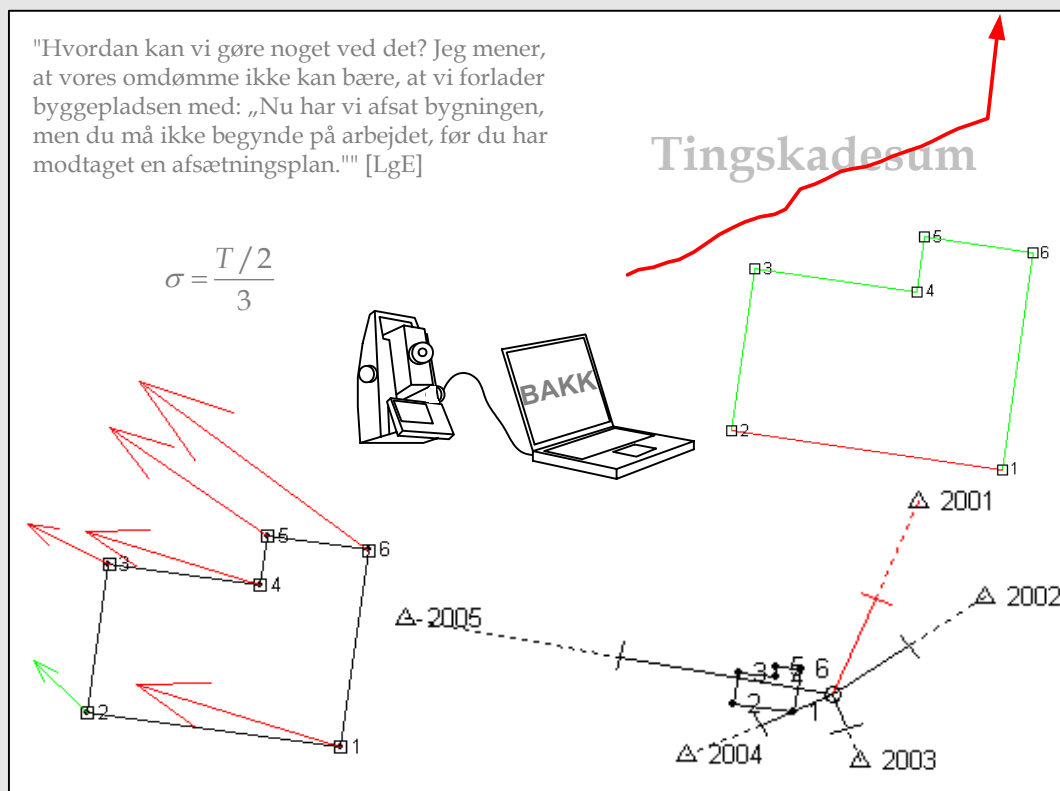 "Hvordan kan vi gøre noget ved det? Jeg mener,
at vores omdømme ikke kan bære, at vi forlader
byggepladsen med: „Nu har vi afsat bygningen,
men du må ikke begynde på arbejdet, før du har
modtaget en afsætningsplan."" [LgE]
Tingskadesum
σ = T / 2
3
5
6
3
4
2
1
BAKK
5
6
3
4
2
1
2001
2002
2005
5 6
3 4
2 1
2004
2003